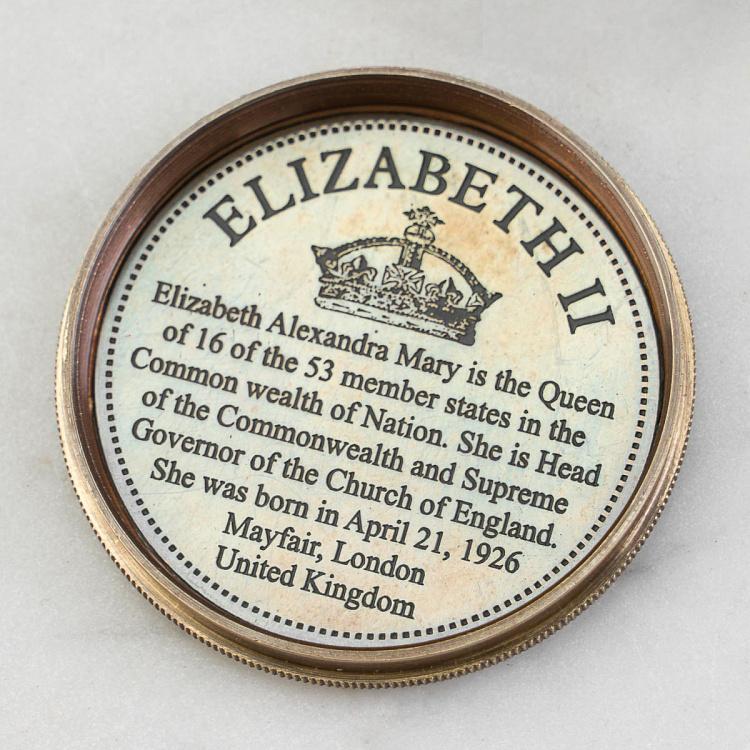 ELIZABETH II
Elizabeth Alexandra Mary is the Queen
of 16 of the 53 member states in the
Common wealth of Nation. She is Head
of the Commonwealth and Supreme
Governor of the Church of England.
She was born in April 21, 1926
Mayfair, London
United Kingdom